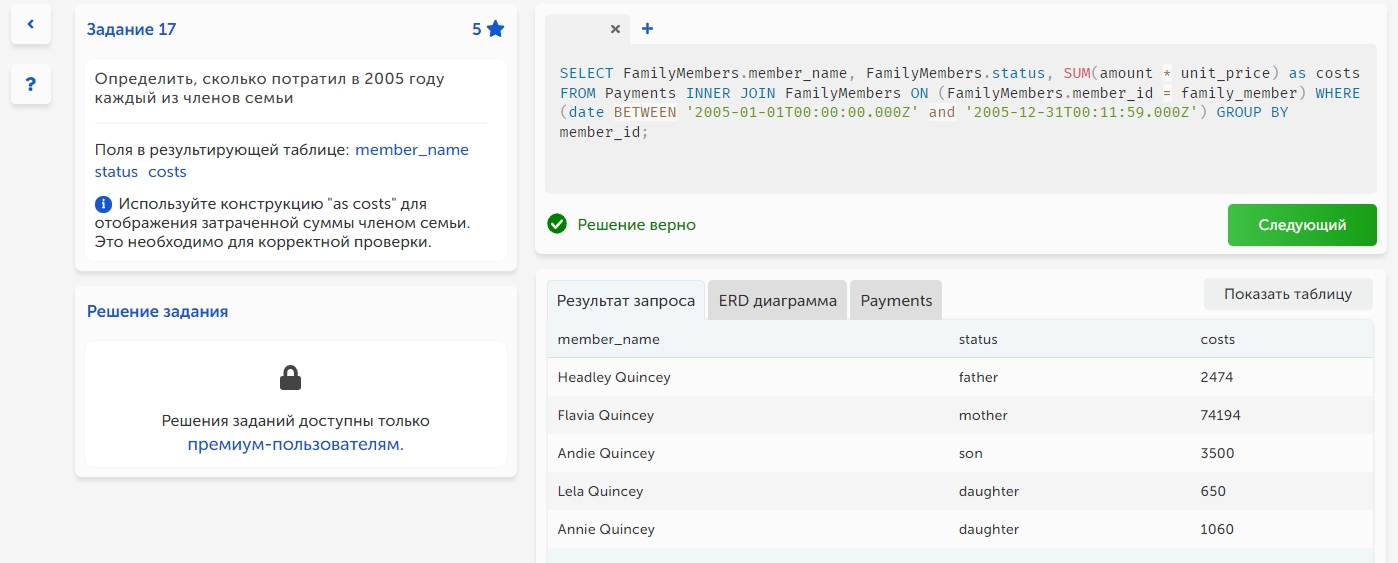 Задание 17
5
Определить, сколько потратил в 2005 году
каждый из членов семьи
Поля в результирующей таблице: member_name
status costs
Используйте конструкцию "as costs" для
отображения затраченной суммы членом семьи.
Это необходимо для корректной проверки.
Решение задания
Решения заданий доступны только
премиум-пользователям.
SELECT FamilyMembers.member_name, FamilyMembers.status, SUM(amount * unit_price) as costs
FROM Payments INNER JOIN FamilyMembers ON (FamilyMembers.member_id = family_member) WHERE
(date BETWEEN '2005-01-01T00:00:00.000Z' and '2005-12-31T00:11:59.000Z') GROUP BY
member_id;
Решение верно
Следующий
Результат запроса ERD диаграмма Payments Показать таблицу
member_name status costs
Headley Quincey father 2474
Flavia Quincey mother 74194
Andie Quincey son 3500
Lela Quincey daughter 650
Annie Quincey daughter 1060